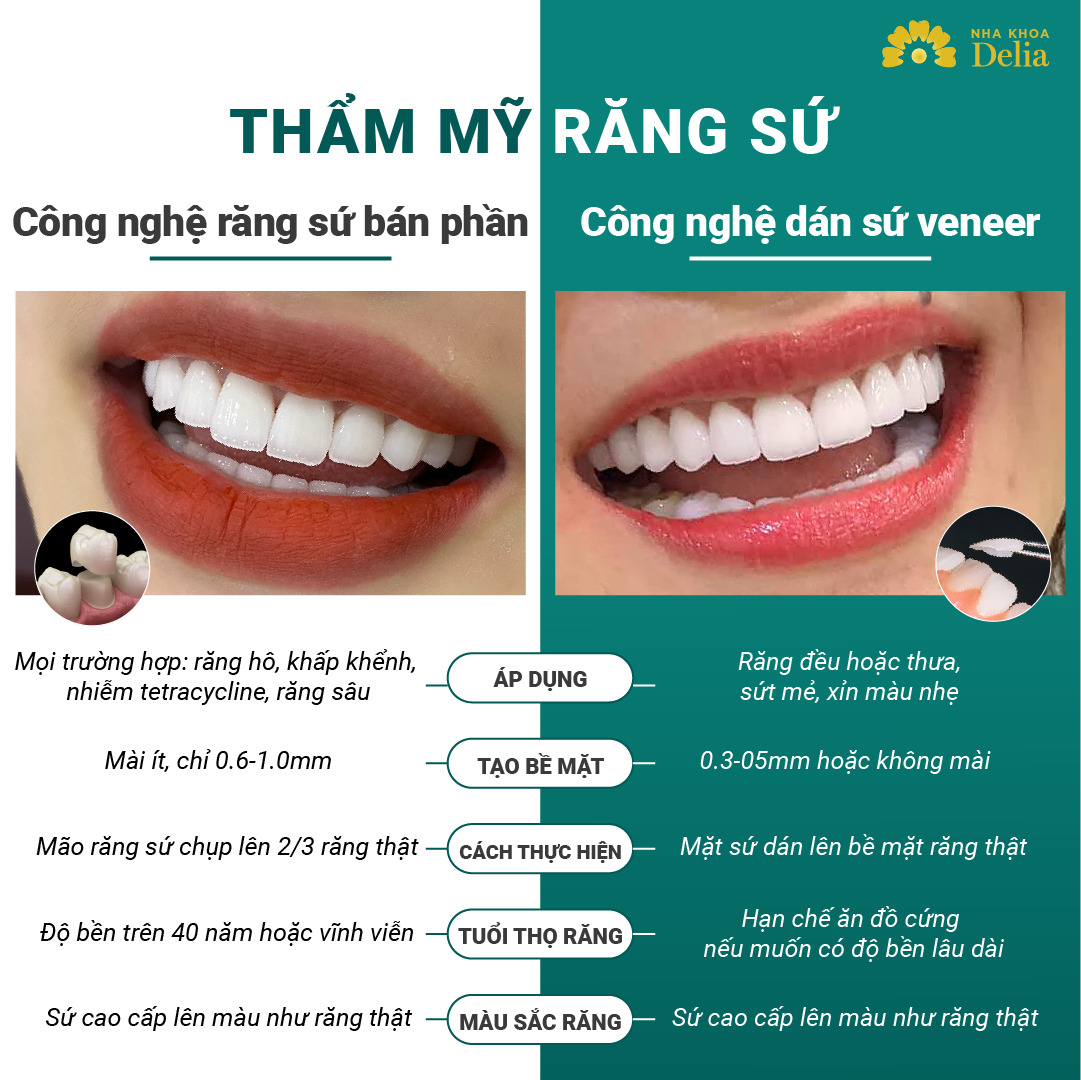 NHA KHOA
Delia
THẨM MỸ RĂNG SỨ
Công nghệ răng sứ bán phần
Công nghệ dán sứ veneer
Mọi trường hợp: răng hô, khấp khểnh,
nhiễm tetracycline, răng sâu
ÁP DỤNG
Răng đều hoặc thưa,
sứt mẻ, xỉn màu nhẹ
Mài ít, chỉ 0.6-1.0mm
TẠO BỀ MẶT
0.3-05mm hoặc không mài
Mão răng sứ chụp lên 2/3 răng thật
CÁCH THỰC HIỆN
Mặt sứ dán lên bề mặt răng thật
Độ bền trên 40 năm hoặc vĩnh viễn
TUỔI THỌ RĂNG
Hạn chế ăn đồ cứng
nếu muốn có độ bền lâu dài
Sứ cao cấp lên màu như răng thật
MÀU SẮC RĂNG
Sứ cao cấp lên màu như răng thật